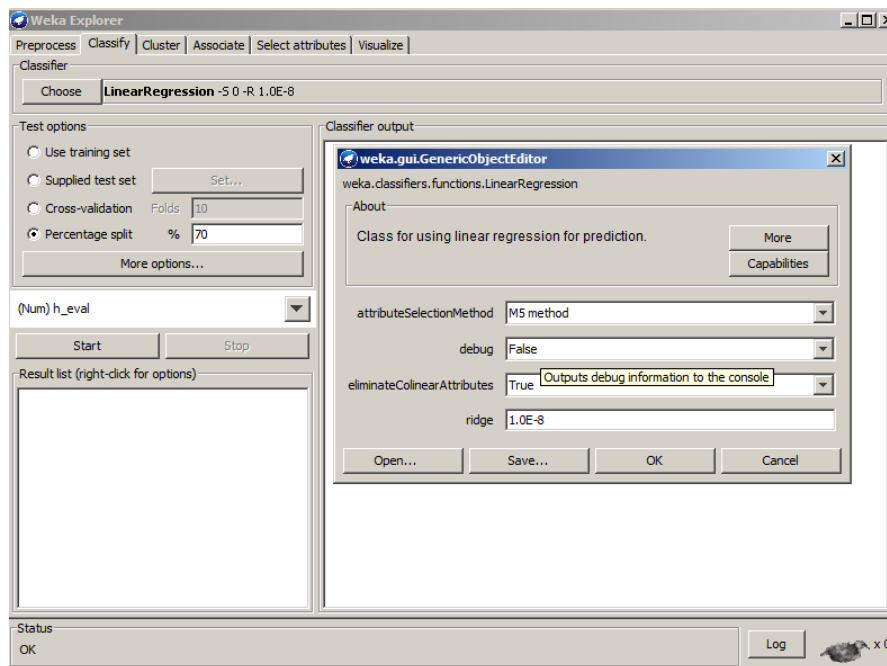 Weka Explorer
Preprocess Classify Cluster Associate Select attributes Visualize
Classifier
Choose LinearRegression -S 0 -R 1.0E-8
Test options
Use training set
Supplied test set Set...
Cross-validation Folds 10
Percentage split % 70
More options...
(Num) h_eval
Start Stop
Result list (right-click for options)
Classifier output
weka.gui.GenericObjectEditor
weka.classifiers.functions.LinearRegression
About
Class for using linear regression for prediction. More
Capabilities
attributeSelectionMethod M5 method
debug False
Outputs debug information to the console
eliminateColinearAttributes True
ridge 1.0E-8
Open... Save... OK Cancel
Status
OK
Log x 0